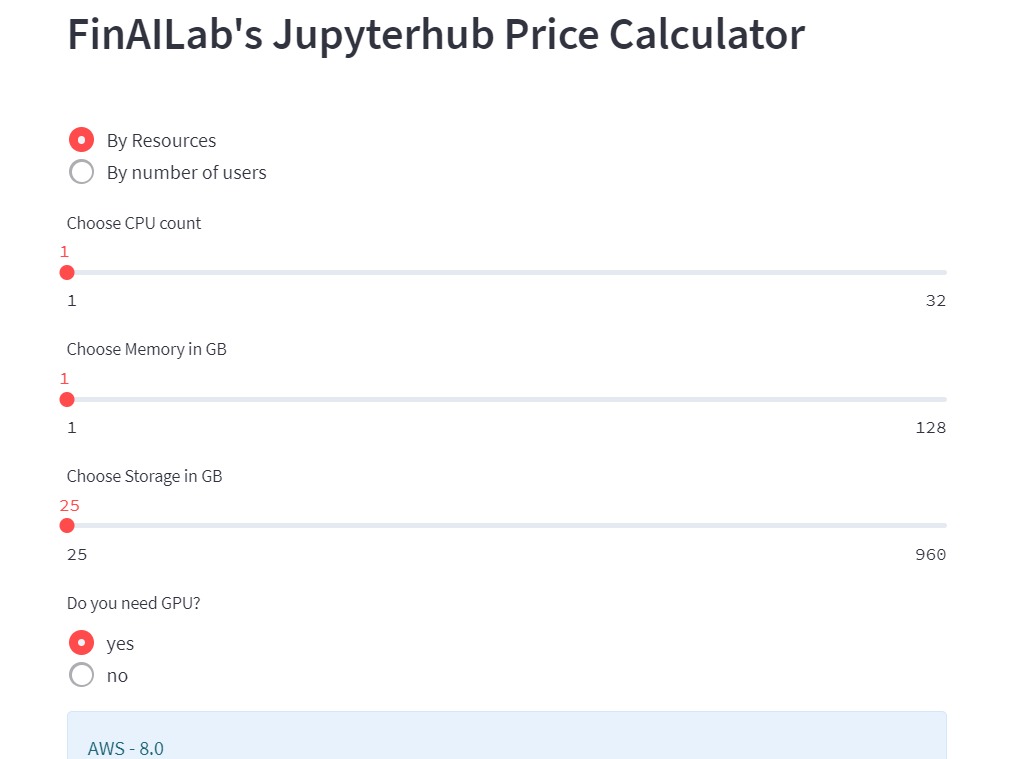 FinAILab's Jupyterhub Price Calculator
By Resources
By number of users
Choose CPU count
1
1 32
Choose Memory in GB
1
1 128
Choose Storage in GB
25
25 960
Do you need GPU?
yes
no
AWS - 8.0